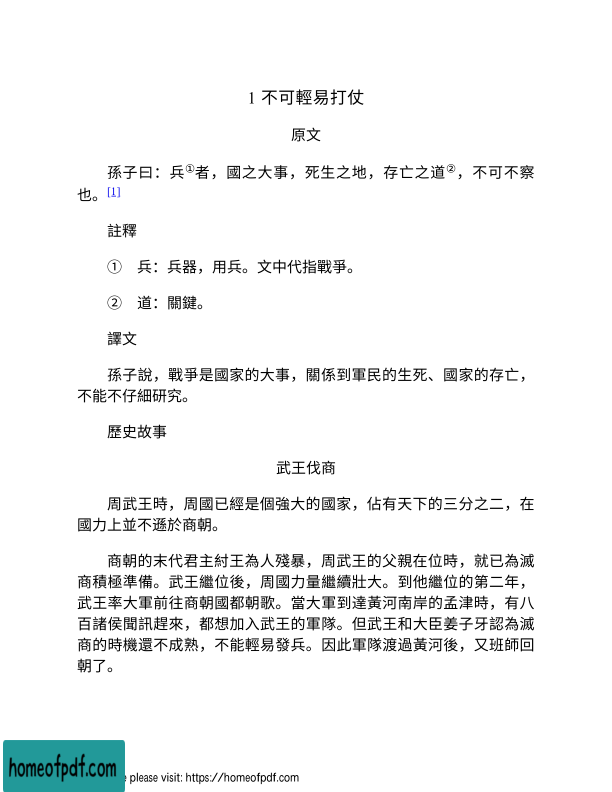 1 不可輕易打仗
原文
孫子曰：兵①者，國之大事，死生之地，存亡之道②，不可不察
也。[1]
註釋
① 兵：兵器，用兵。文中代指戰爭。
② 道：關鍵。
譯文
孫子說，戰爭是國家的大事，關係到軍民的生死、國家的存亡，
不能不仔細研究。
歷史故事
武王伐商
周武王時，周國已經是個強大的國家，佔有天下的三分之二，在
國力上並不遜於商朝。
商朝的末代君主紂王為人殘暴，周武王的父親在位時，就已為滅
商積極準備。武王繼位後，周國力量繼續壯大。到他繼位的第二年，
武王率大軍前往商朝國都朝歌。當大軍到達黃河南岸的孟津時，有八
百諸侯聞訊趕來，都想加入武王的軍隊。但武王和大臣姜子牙認為滅
商的時機還不成熟，不能輕易發兵。因此軍隊渡過黃河後，又班師回
朝了。
homeofpdf.com
e please visit: https://homeofpdf.com